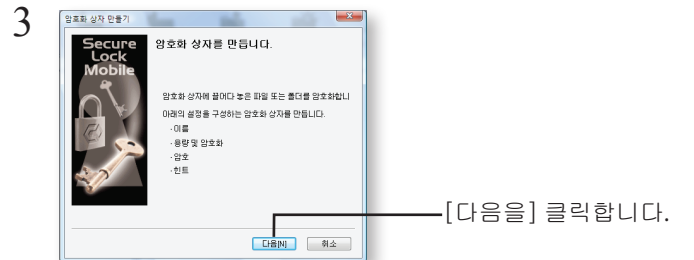 3
암호화 상자 만들기
Secure
Lock
Mobile
암호화 상자를 만듭니다.
암호화 상자에 끌어다 놓은 파일 또는 폴더를 암호화합니
아래의 설정을 구성하는 암호화 상자를 만듭니다.
·이름
·용량 및 암호화
·암호
·힌트
다음[N]
취소
[다음을] 클릭합니다.